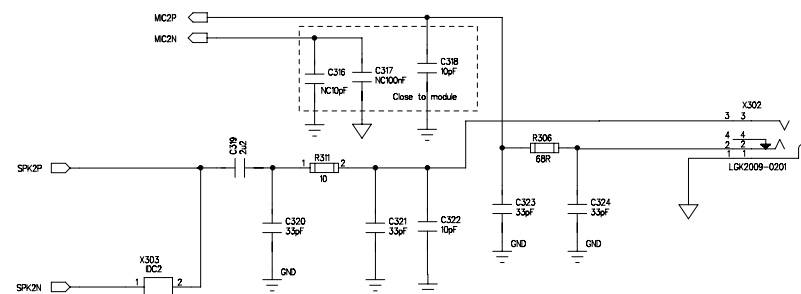 MIC2P
MIC2N
C316
NC10pF
C317
NC100nF
C318
10pF
Close to module
X302
3 3
4 4
2 2
1 1
LGK2009-0201
C319
2u2
R306
68R
SPK2P
1 R311 2
10
C320
33pF
GND
C321
33pF
C322
10pF
C323
33pF
GND
C324
33pF
GND
X303
IDC2
SPK2N
1 2